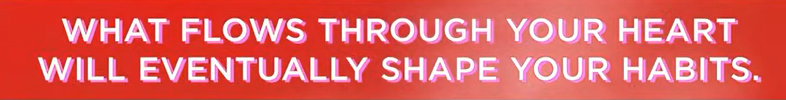 WHAT FLOWS THROUGH YOUR HEART
WILL EVENTUALLY SHAPE YOUR HABITS.